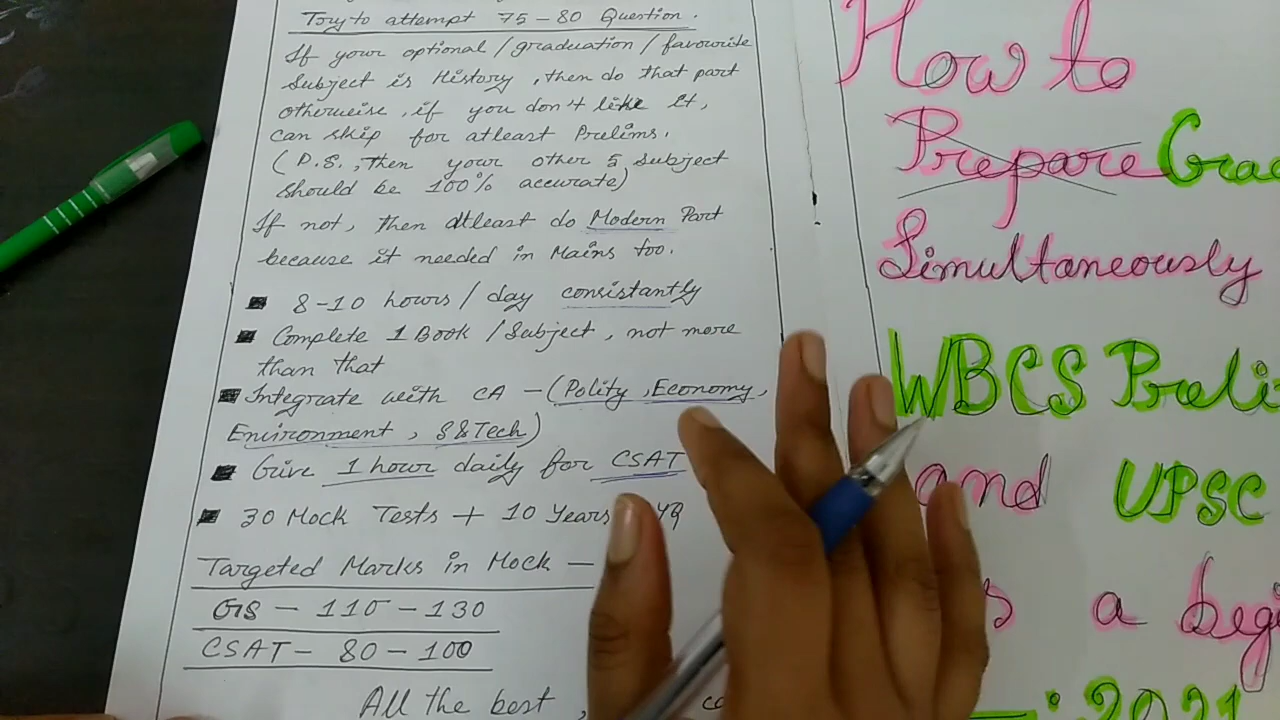 Try to attempt 75-80 Question.
If your optional/graduation/favourite
Subject is History, then do that part
otherwise, if you don't like it,
can skip for atleast Prelims.
(P.S., then your other 5 subject
should be 100% accurate)
If not, then atleast do Modern Part
because it needed in Mains too.
8-10 hours/day consistantly
Complete 1 Book/Subject, not more
than that
Integrate with CA - (Polity, Economy,
Environment, S&Tech)
Give 1 hour daily for CSAT
30 Mock Tests + 10 Years
Targeted Marks in Mock —
GS - 110-130
CSAT - 80-100
All the best,
How to
Prepare
Simultaneously
WBCS
and UPSC
a
2021